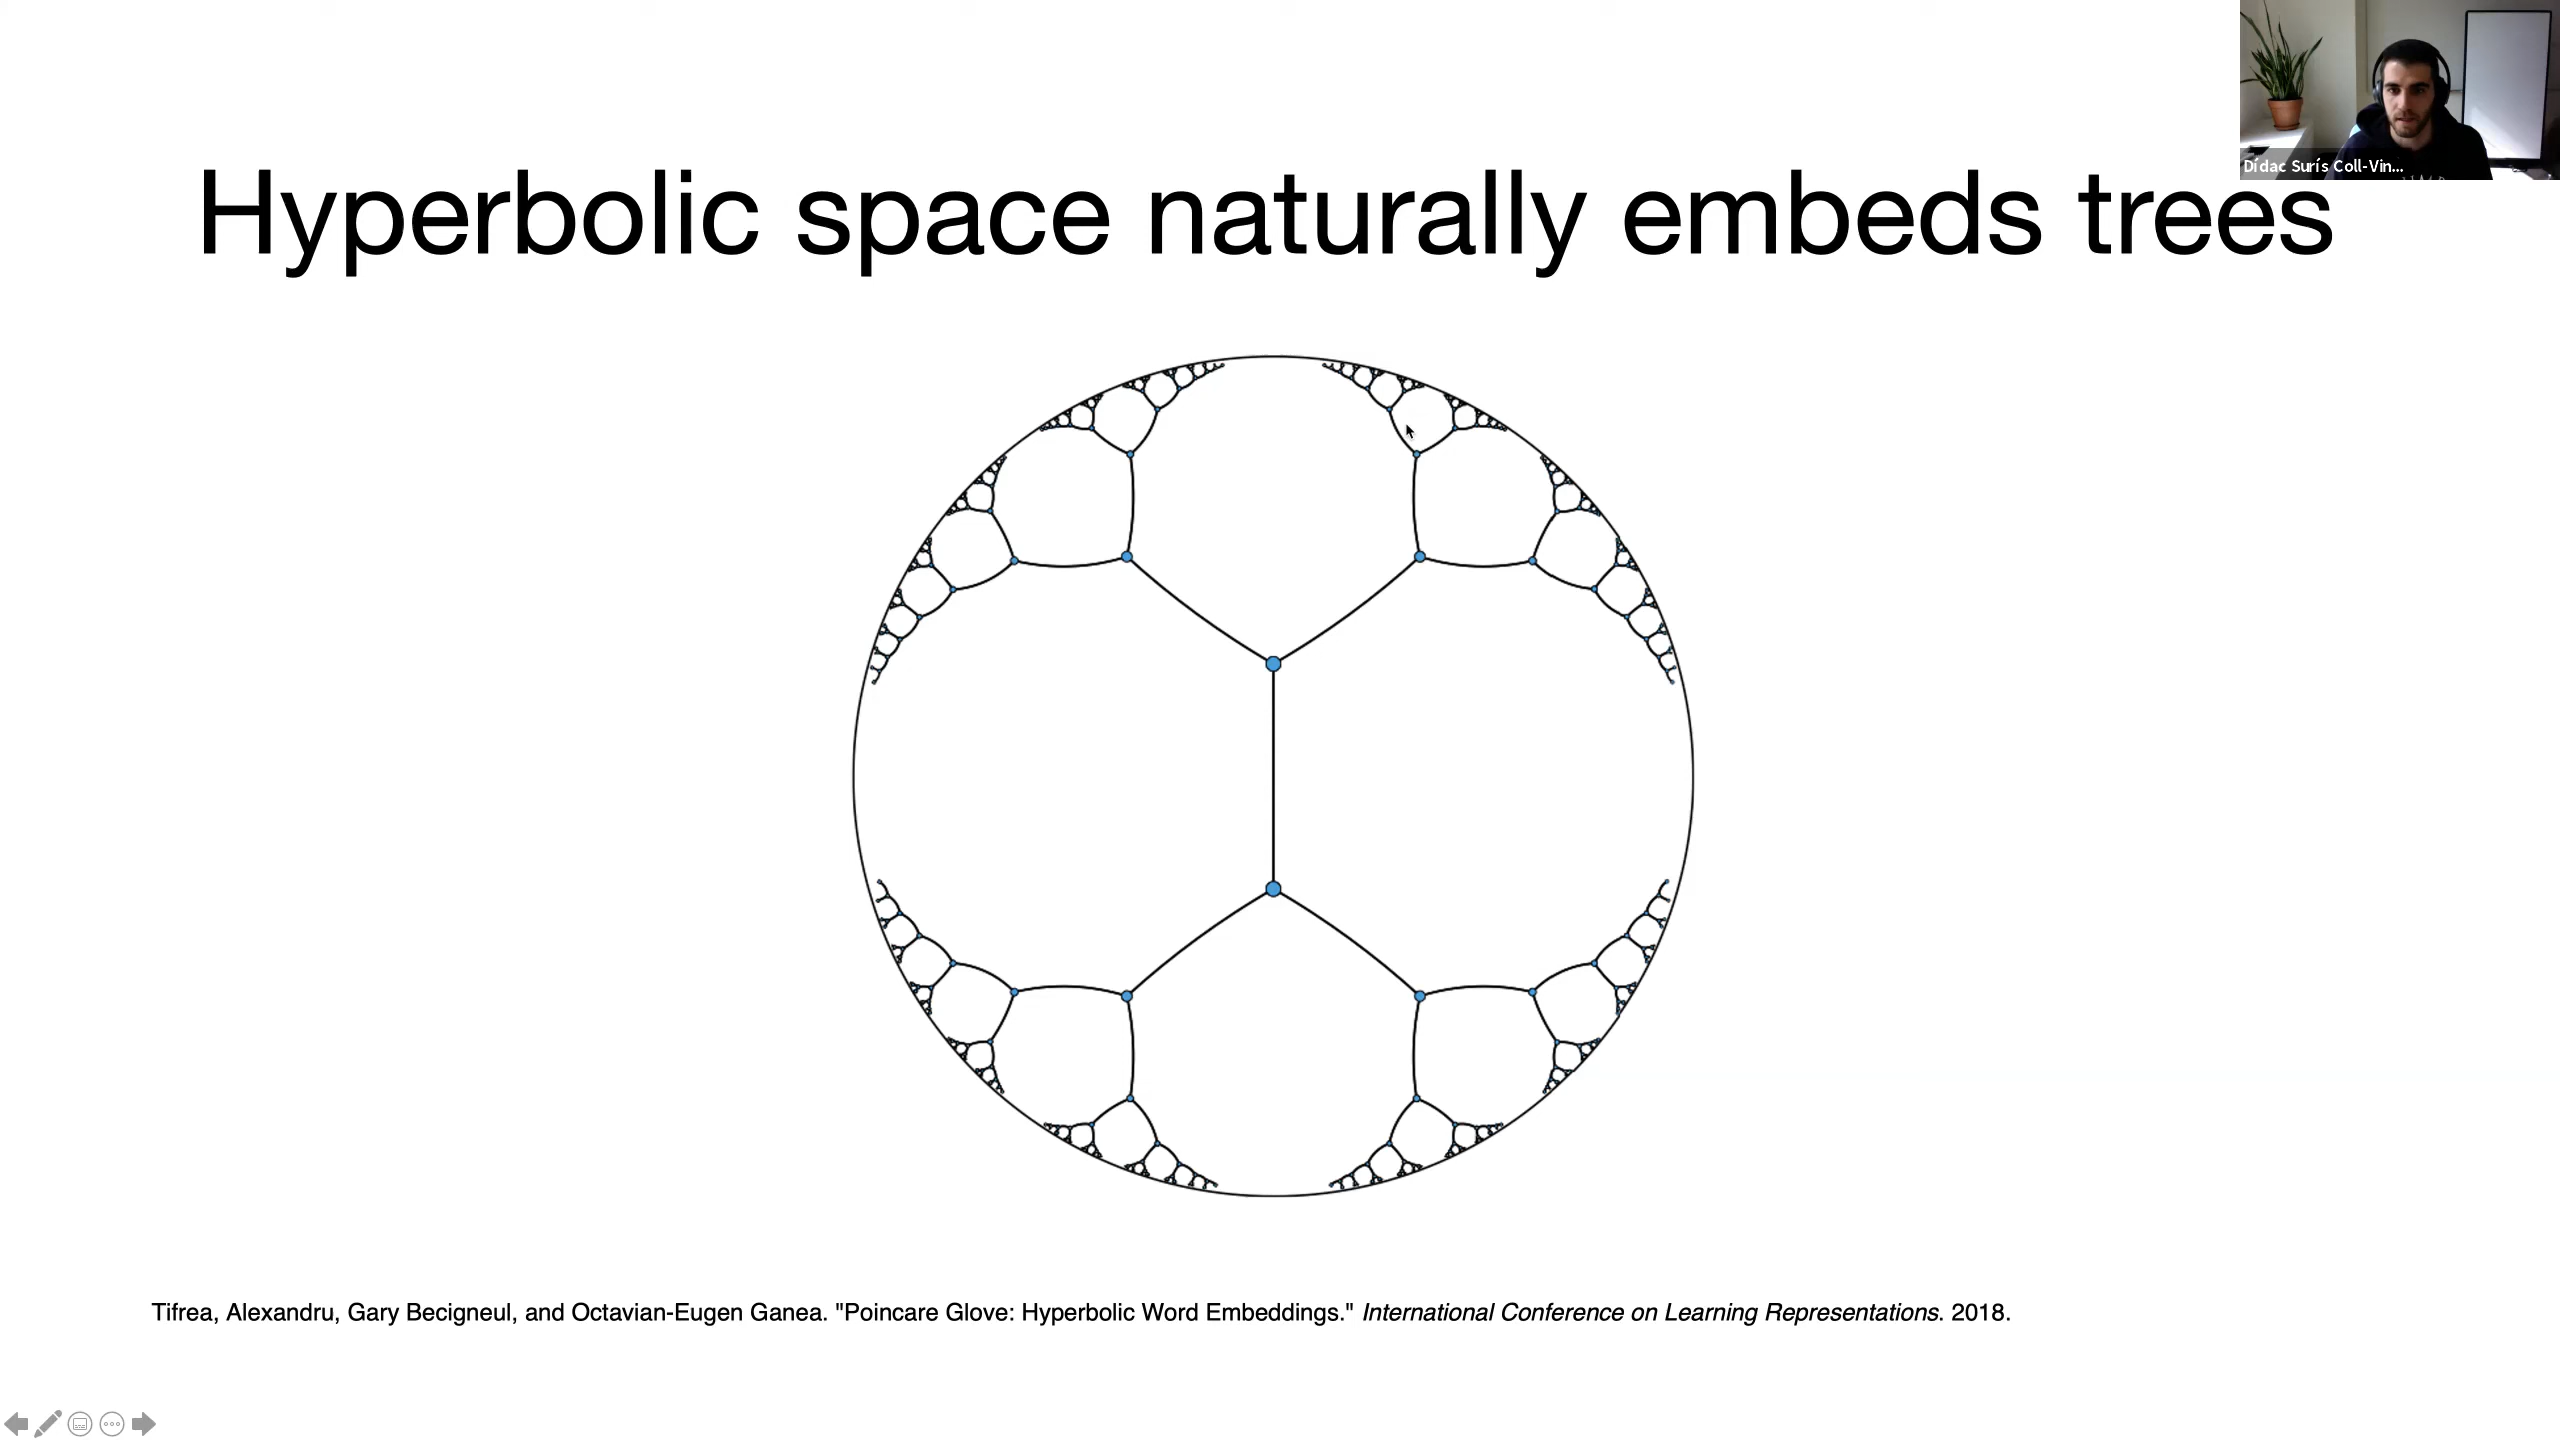 Dídac Surís Coll-Vin...
Hyperbolic space naturally embeds trees
Tifrea, Alexandru, Gary Becigneul, and Octavian-Eugen Ganea. "Poincare Glove: Hyperbolic Word Embeddings." International Conference on Learning Representations. 2018.